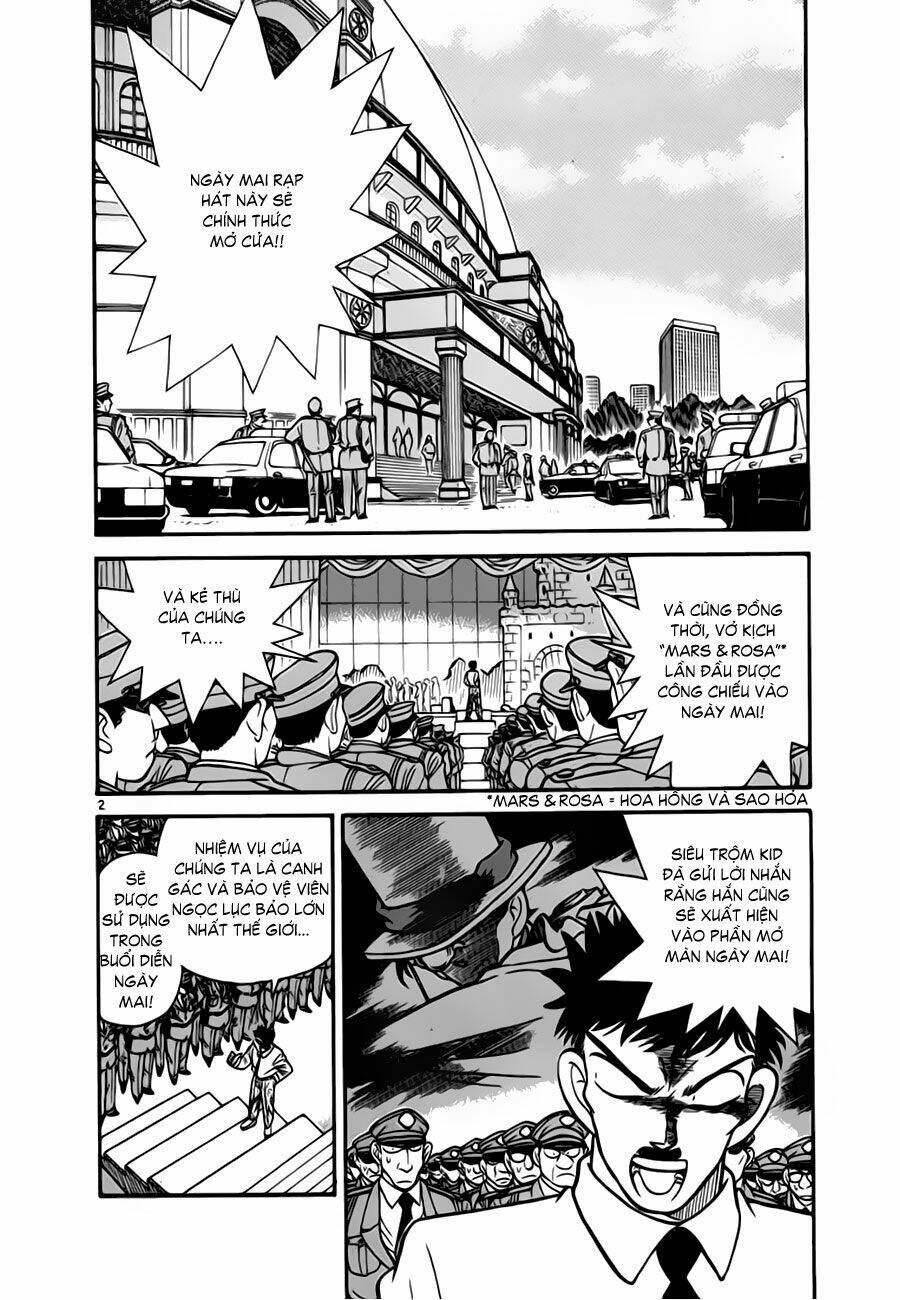 NGÀY MAI RẠP
HÁT NÀY SẼ
CHÍNH THỨC
MỞ CỬA!!
VÀ CŨNG ĐỒNG
THỜI, VỞ KỊCH
"MARS & ROSA"*
LẦN ĐẦU ĐƯỢC
CÔNG CHIẾU VÀO
NGÀY MAI!
VÀ KẺ THÙ
CỦA CHÚNG
TA....
2
*MARS & ROSA = HOA HỒNG VÀ SAO HỎA
SIÊU TRỘM KID
ĐÃ GỬI LỜI NHẮN
RẰNG HẮN CŨNG
SẼ XUẤT HIỆN
VÀO PHẦN MỞ
MÀN NGÀY MAI!
NHIỆM VỤ CỦA
CHÚNG TA LÀ CANH
GÁC VÀ BẢO VỆ VIÊN
NGỌC LỤC BẢO LỚN
NHẤT THẾ GIỚI...
SẼ
ĐƯỢC
SỬ DỤNG
TRONG
BUỔI DIỄN
NGÀY
MAI!